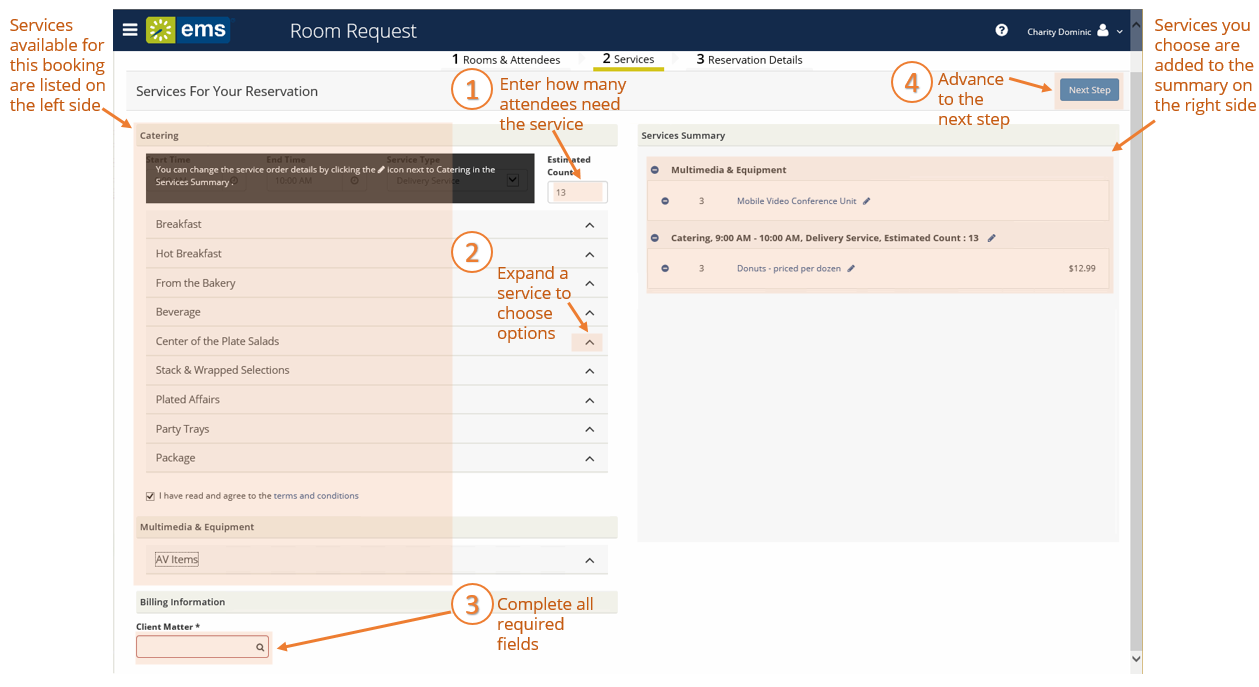 Services
available for
this booking
are listed on
the left side
ems
Room Request
Charity Dominic
Services you
choose are
added to the
summary on
the right side
1 Rooms & Attendees
2 Services
3 Reservation Details
Services For Your Reservation
1
Enter how many
attendees need
the service
4
Advance
to the
next step
Next Step
Catering
Start Time
End Time
Service Type
Estimated
Count
You can change the service order details by clicking the icon next to Catering in the
Services Summary .
10:00 AM
Delivery Service
13
Breakfast
Hot Breakfast
From the Bakery
Beverage
Center of the Plate Salads
Stack & Wrapped Selections
Plated Affairs
Party Trays
Package
2
Expand a
service to
choose
options
I have read and agree to the terms and conditions
Multimedia & Equipment
AV Items
Billing Information
Client Matter *
3
Complete all
required
fields
Services Summary
Multimedia & Equipment
3 Mobile Video Conference Unit
Catering, 9:00 AM - 10:00 AM, Delivery Service, Estimated Count : 13
3 Donuts - priced per dozen $12.99